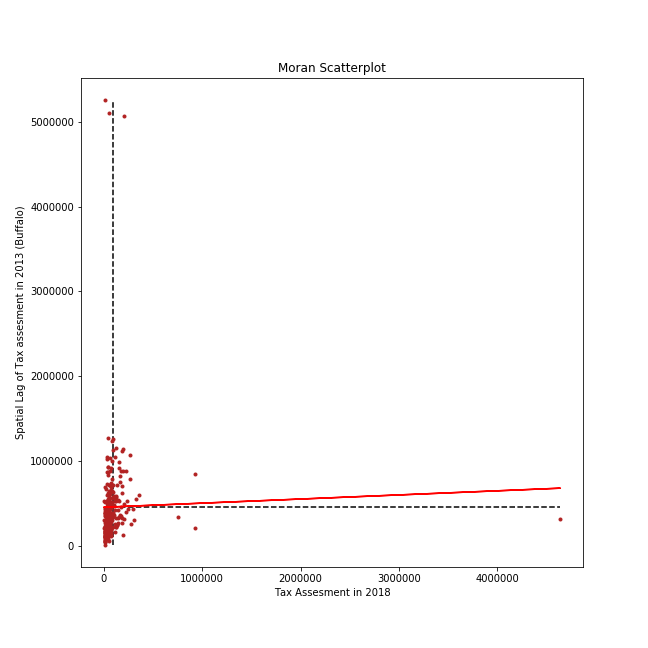 Moran Scatterplot
Spatial Lag of Tax assesment in 2013 (Buffalo)
5000000
4000000
3000000
2000000
1000000
0
0 1000000 2000000 3000000 4000000
Tax Assesment in 2018